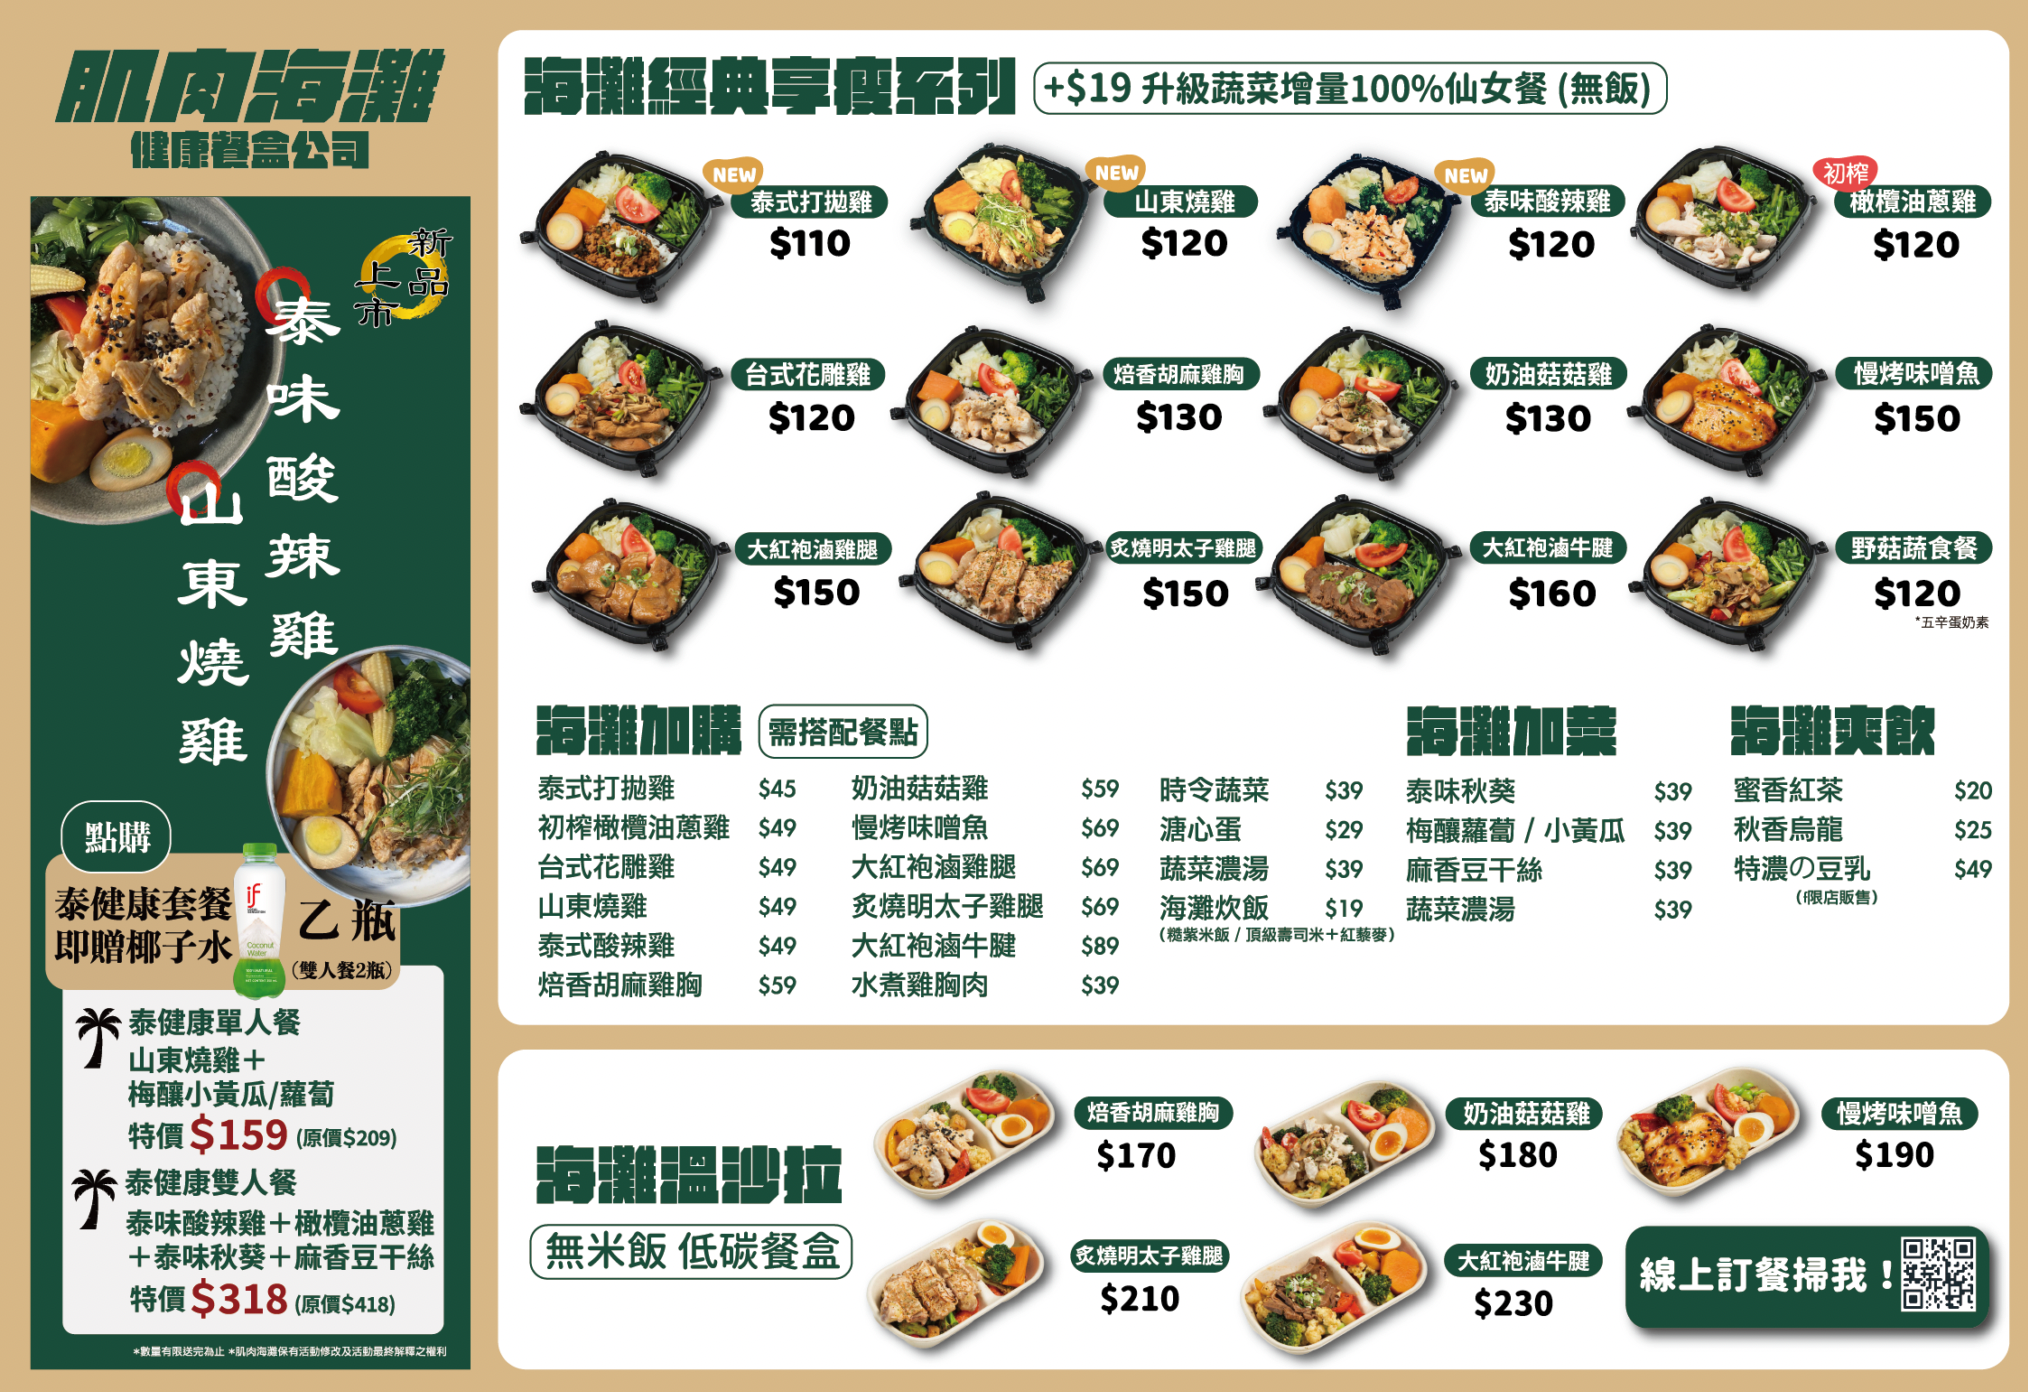 肌肉海灘
健康餐盒公司
新品上市
泰味酸辣雞
山東燒雞
點購
泰健康套餐
即贈椰子水
if
Coconut
Water
乙瓶
(雙人餐2瓶)
泰健康單人餐
山東燒雞＋
梅釀小黃瓜/蘿蔔
特價$159 (原價$209)
泰健康雙人餐
泰味酸辣雞＋橄欖油蔥雞
＋泰味秋葵＋麻香豆干絲
特價$318 (原價$418)
*數量有限送完為止 *肌肉海灘保有活動修改及活動最終解釋之權利
海灘經典享瘦系列
+$19 升級蔬菜增量100%仙女餐 (無飯)
NEW
泰式打拋雞
$110
NEW
山東燒雞
$120
NEW
泰味酸辣雞
$120
初榨
橄欖油蔥雞
$120
台式花雕雞
$120
焙香胡麻雞胸
$130
奶油菇菇雞
$130
慢烤味噌魚
$150
大紅袍滷雞腿
$150
炙燒明太子雞腿
$150
大紅袍滷牛腱
$160
野菇蔬食餐
$120
*五辛蛋奶素
海灘加購
需搭配餐點
泰式打拋雞 $45
初榨橄欖油蔥雞 $49
台式花雕雞 $49
山東燒雞 $49
泰式酸辣雞 $49
焙香胡麻雞胸 $59
奶油菇菇雞 $59
慢烤味噌魚 $69
大紅袍滷雞腿 $69
炙燒明太子雞腿 $69
大紅袍滷牛腱 $89
水煮雞胸肉 $39
時令蔬菜 $39
溏心蛋 $29
蔬菜濃湯 $39
海灘炊飯 $19
(糙紫米飯 / 頂級壽司米＋紅藜麥)
海灘加菜
泰味秋葵 $39
梅釀蘿蔔 / 小黃瓜 $39
麻香豆干絲 $39
蔬菜濃湯 $39
海灘爽飲
蜜香紅茶 $20
秋香烏龍 $25
特濃の豆乳 $49
(限店販售)
海灘溫沙拉
無米飯 低碳餐盒
焙香胡麻雞胸
$170
奶油菇菇雞
$180
慢烤味噌魚
$190
炙燒明太子雞腿
$210
大紅袍滷牛腱
$230
線上訂餐掃我！